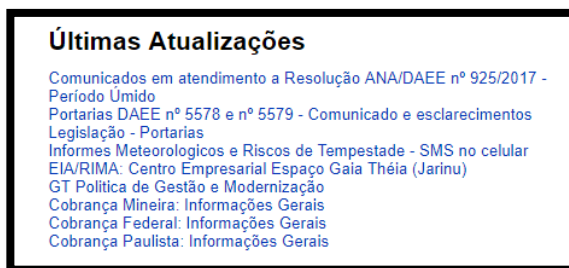 Últimas Atualizações
Comunicados em atendimento a Resolução ANA/DAEE nº 925/2017 -
Período Úmido
Portarias DAEE nº 5578 e nº 5579 - Comunicado e esclarecimentos
Legislação - Portarias
Informes Meteorologicos e Riscos de Tempestade - SMS no celular
EIA/RIMA: Centro Empresarial Espaço Gaia Théia (Jarinu)
GT Politica de Gestão e Modernização
Cobrança Mineira: Informações Gerais
Cobrança Federal: Informações Gerais
Cobrança Paulista: Informações Gerais